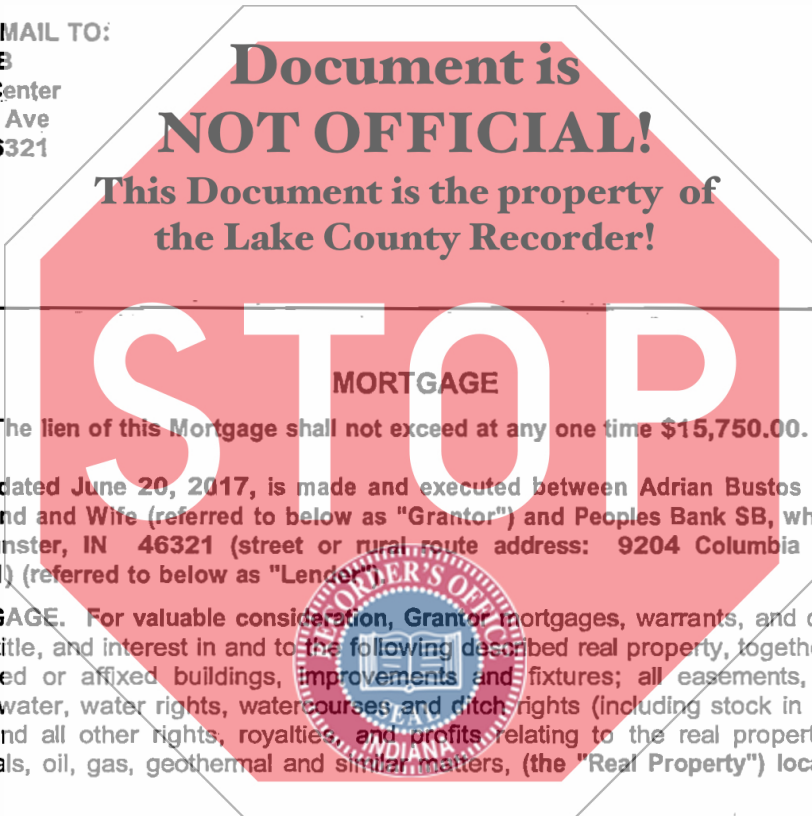 MAIL TO:
B
Center
Ave
6321
Document is
NOT OFFICIAL!
This Document is the property of
the Lake County Recorder!
STOP
MORTGAGE
The lien of this Mortgage shall not exceed at any one time $15,750.00.
dated June 20, 2017, is made and executed between Adrian Bustos
nd and Wife (referred to below as "Grantor") and Peoples Bank SB, wh
nster, IN 46321 (street or rural route address: 9204 Columbia
) (referred to below as "Lender").
GAGE. For valuable consideration, Grantor mortgages, warrants, and c
title, and interest in and to the following described real property, togethe
ed or affixed buildings, improvements and fixtures; all easements,
water, water rights, watercourses and ditch rights (including stock in
nd all other rights, royalties, and profits relating to the real propert
als, oil, gas, geothermal and similar matters, (the "Real Property") loca
RECORDER'S OFFICE
SEAL
INDIANA